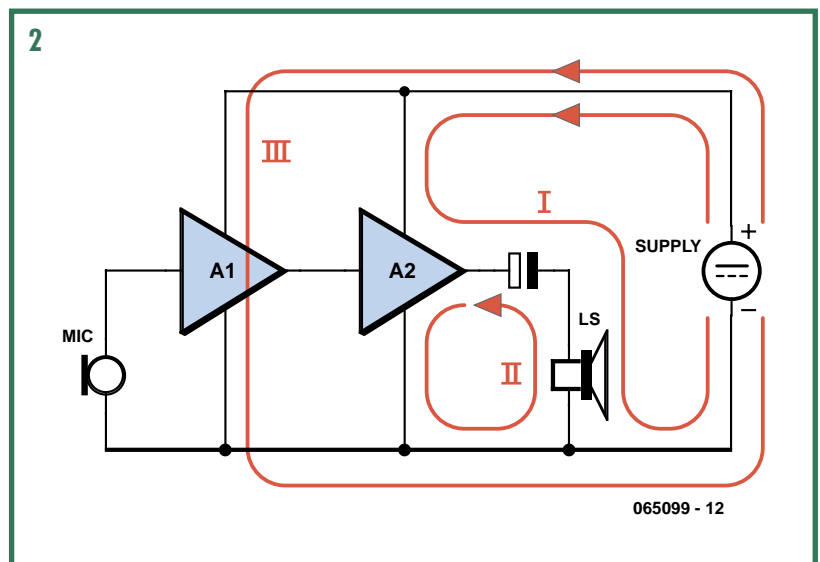 2
III
I
SUPPLY
+
A1
A2
−
LS
MIC
II
065099 - 12